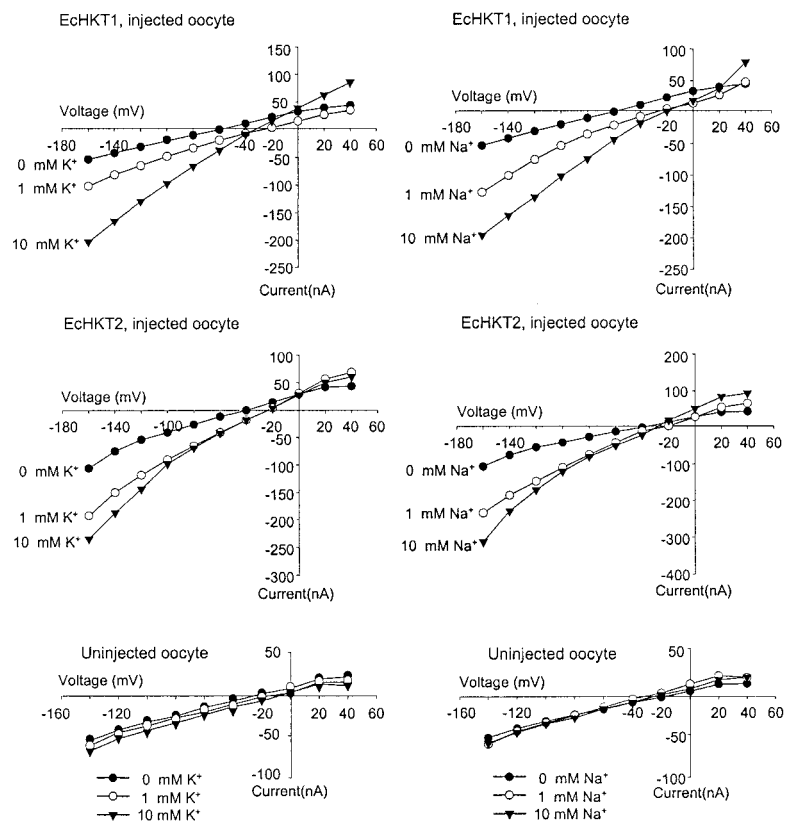 EcHKT1, injected oocyte
150
100
50
Voltage (mV)
-180 -140 -100 -60 -40 -20 20 40 60
0 mM K⁺
1 mM K⁺
10 mM K⁺
-50
-100
-150
-200
-250
Current(nA)
EcHKT1, injected oocyte
100
50
Voltage (mV)
-180 -140 -100 -60 -20 20 40 60
0 mM Na⁺
1 mM Na⁺
10 mM Na⁺
-50
-100
-150
-200
-250
Current(nA)
EcHKT2, injected oocyte
100
50
Voltage (mV)
-180 -140 -100 -60 -20 20 40 60
0 mM K⁺
1 mM K⁺
10 mM K⁺
-50
-100
-150
-200
-250
-300
Current(nA)
EcHKT2, injected oocyte
200
100
Voltage (mV)
-180 -140 -100 -60 -20 20 40 60
0 mM Na⁺
1 mM Na⁺
10 mM Na⁺
-100
-200
-300
-400
Current(nA)
Uninjected oocyte
50
Voltage (mV)
-160 -120 -80 -40 -20 20 40 60
-50
-100
Current(nA)
0 mM K⁺
1 mM K⁺
10 mM K⁺
Uninjected oocyte
50
Voltage (mV)
-160 -120 -80 -40 -20 20 40 60
-50
-100
Current(nA)
0 mM Na⁺
1 mM Na⁺
10 mM Na⁺